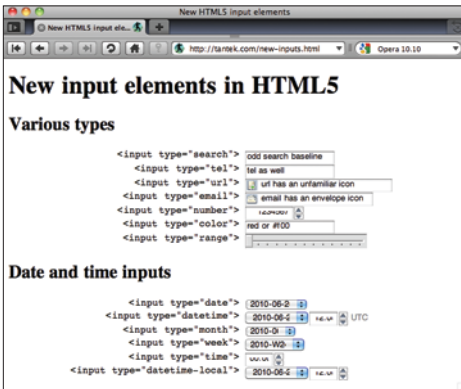 New HTML5 input elements
New HTML5 input ele...
http://tantek.com/new-inputs.html
Opera 10.10
New input elements in HTML5
Various types
<input type="search"> odd search baseline
<input type="tel"> tel as well
<input type="url"> url has an unfamiliar icon
<input type="email"> email has an envelope icon
<input type="number"> 1234567
<input type="color"> red or #f00
<input type="range">
Date and time inputs
<input type="date"> 2010-06-2
<input type="datetime"> 2010-06-2 UTC
<input type="month"> 2010-0
<input type="week"> 2010-W2
<input type="time">
<input type="datetime-local"> 2010-06-2